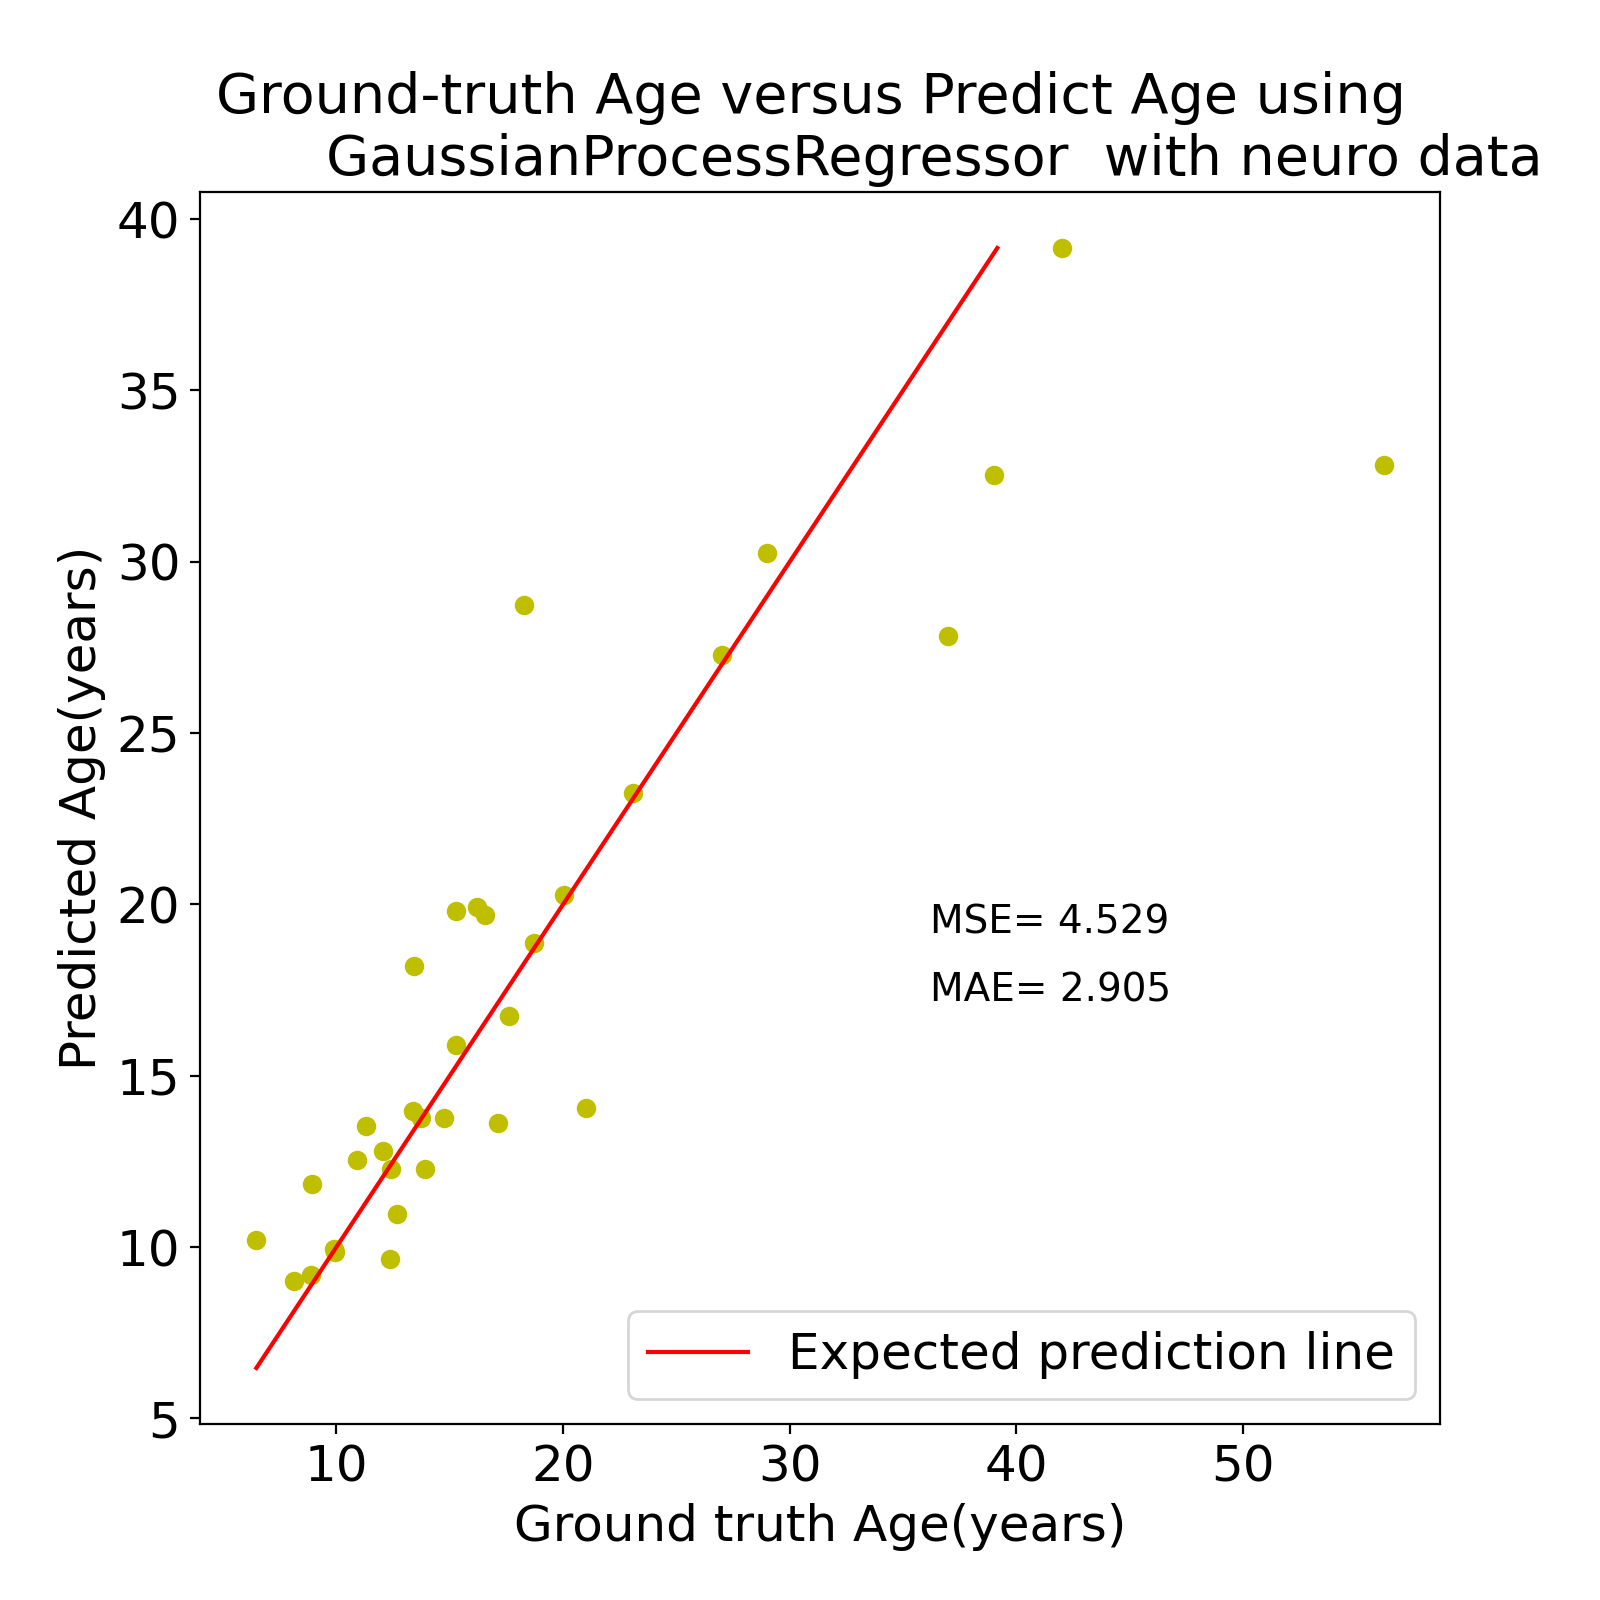 Ground-truth Age versus Predict Age using
GaussianProcessRegressor  with neuro data
40
35
30
25
20
15
10
5
Predicted Age(years)
MSE= 4.529
MAE= 2.905
Expected prediction line
10 20 30 40 50
Ground truth Age(years)